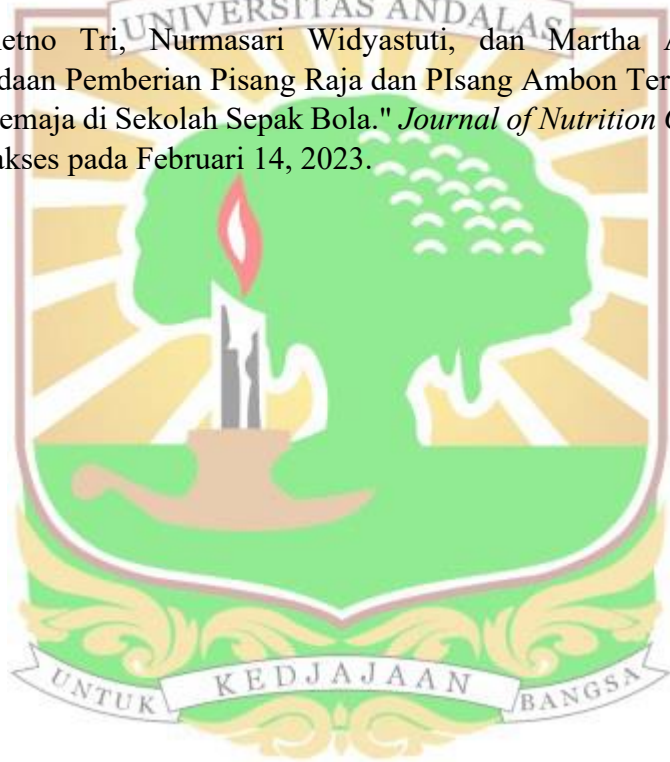 UNIVERSITAS ANDALAS
etno Tri, Nurmasari Widyastuti, dan Martha A
daan Pemberian Pisang Raja dan PIsang Ambon Ter
emaja di Sekolah Sepak Bola." Journal of Nutrition
akses pada Februari 14, 2023.
UNTUK KEDJAJAAN BANGSA